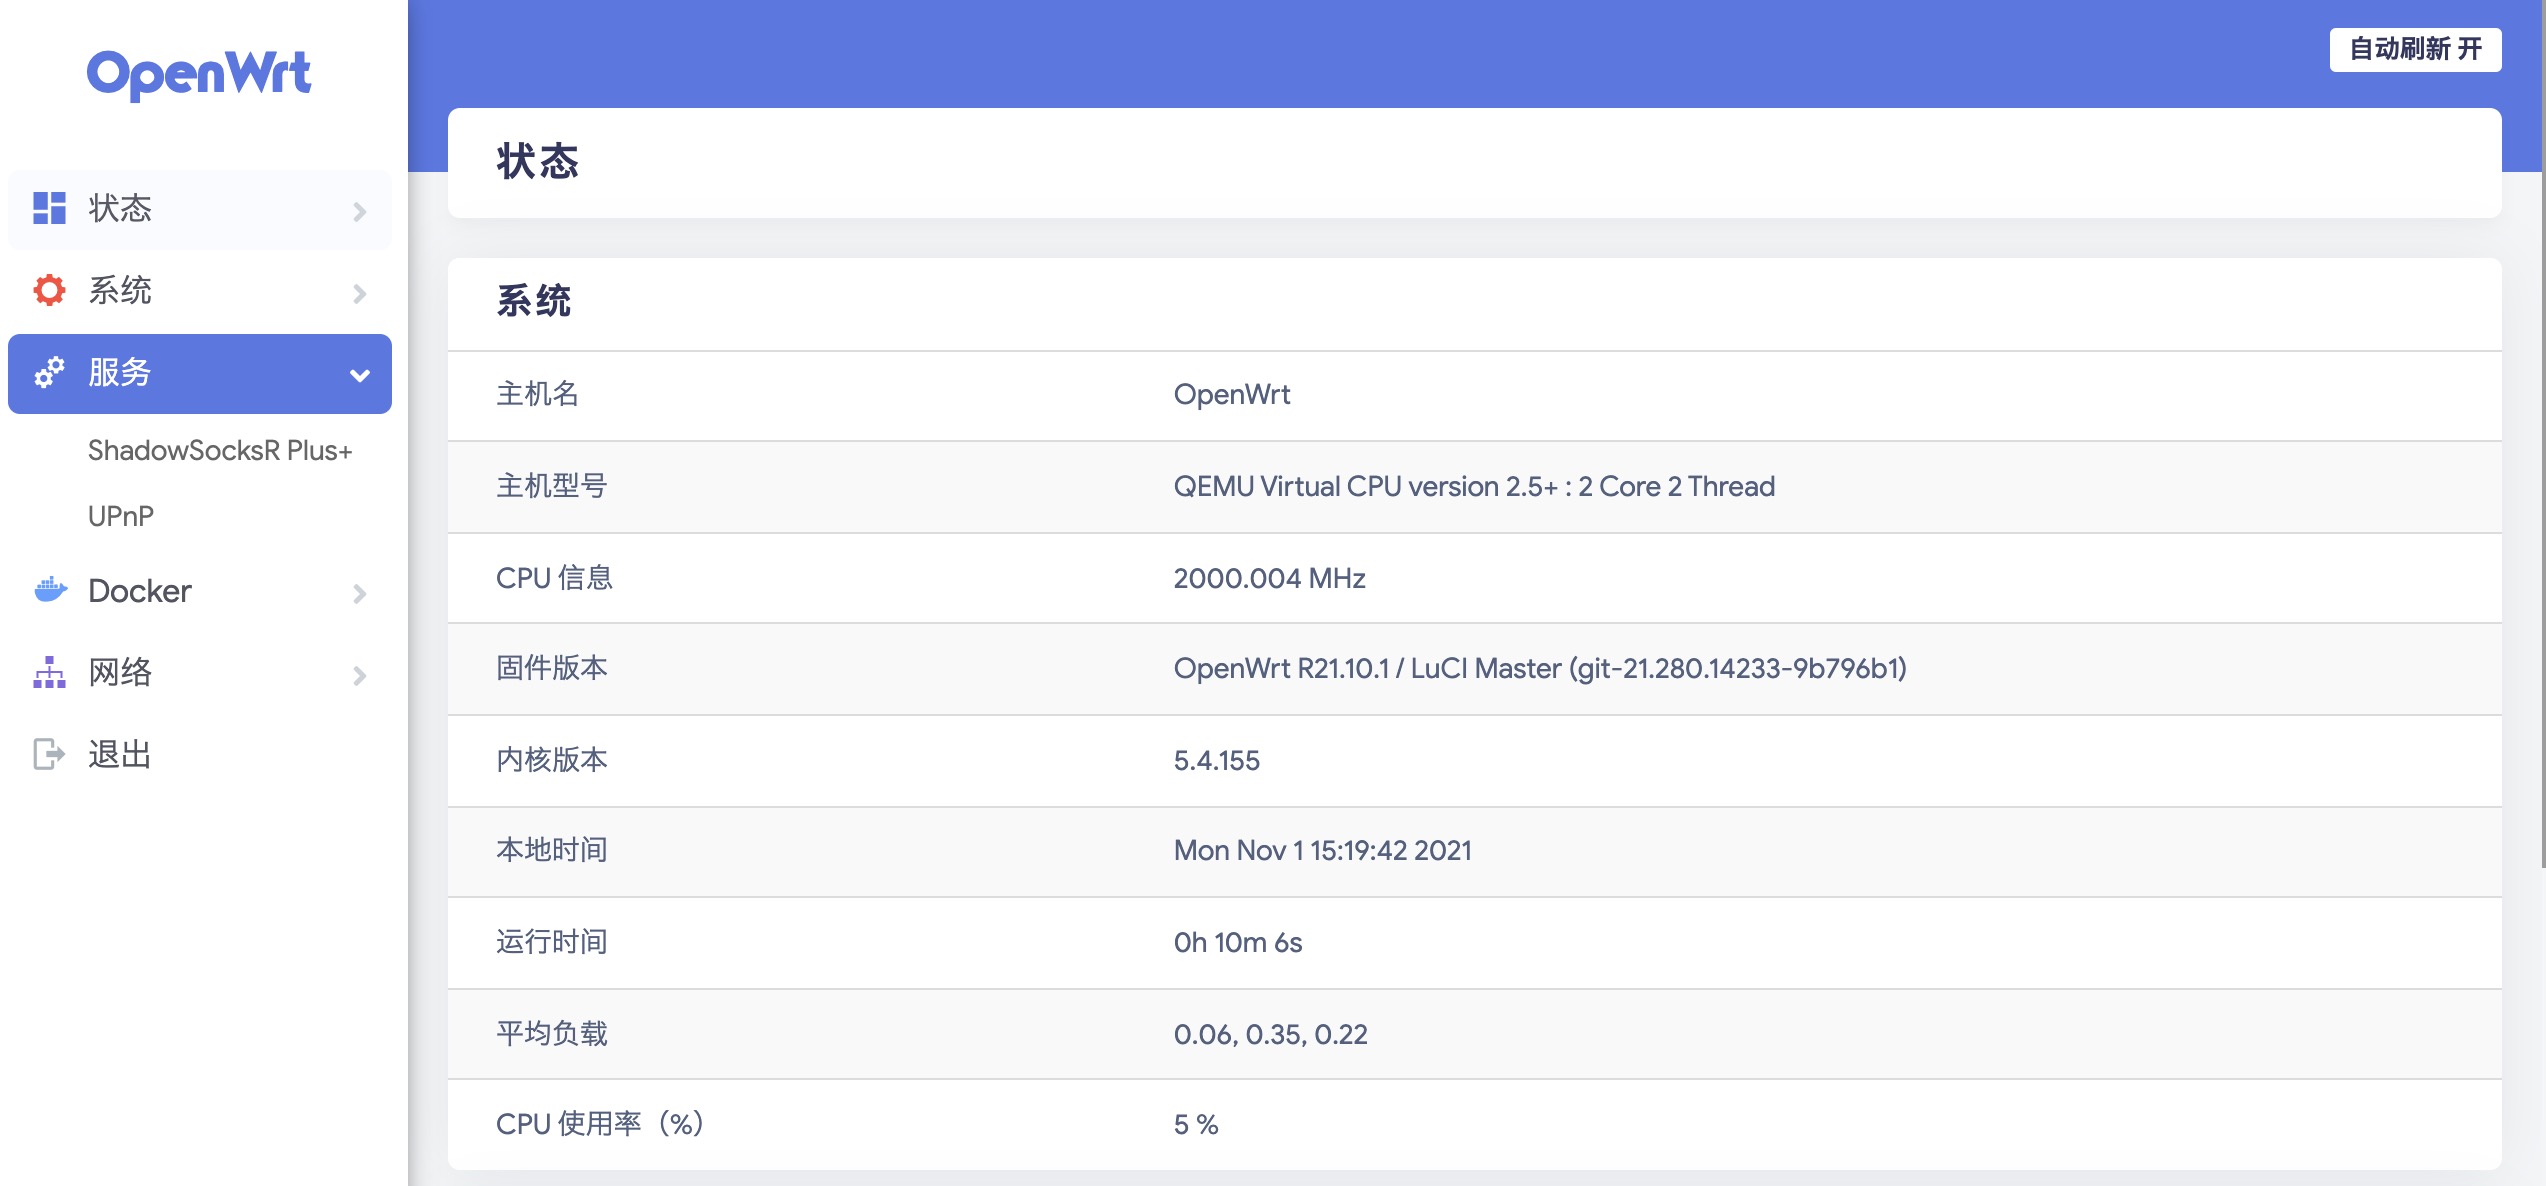 OpenWrt
状态
系统
服务
ShadowSocksR Plus+
UPnP
Docker
网络
退出
自动刷新 开
状态
系统
主机名 OpenWrt
主机型号 QEMU Virtual CPU version 2.5+ : 2 Core 2 Thread
CPU 信息 2000.004 MHz
固件版本 OpenWrt R21.10.1 / LuCI Master (git-21.280.14233-9b796b1)
内核版本 5.4.155
本地时间 Mon Nov 1 15:19:42 2021
运行时间 0h 10m 6s
平均负载 0.06, 0.35, 0.22
CPU 使用率（%） 5 %